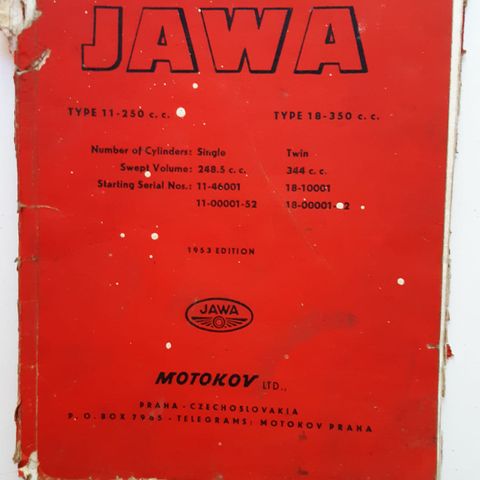 JAWA
TYPE 11-250 c. c. TYPE 18-350 c. c.
Number of Cylinders: Single Twin
Swept Volume: 248.5 c. c. 344 c. c.
Starting Serial Nos.: 11-46001 18-10001
11-00001-52
1953 EDITION
JAWA
MOTOKOV LTD.,
PRAHA - CZECHOSLOVAKIA
P. O. BOX 7965 - TELEGRAMS: MOTOKOV PRAHA